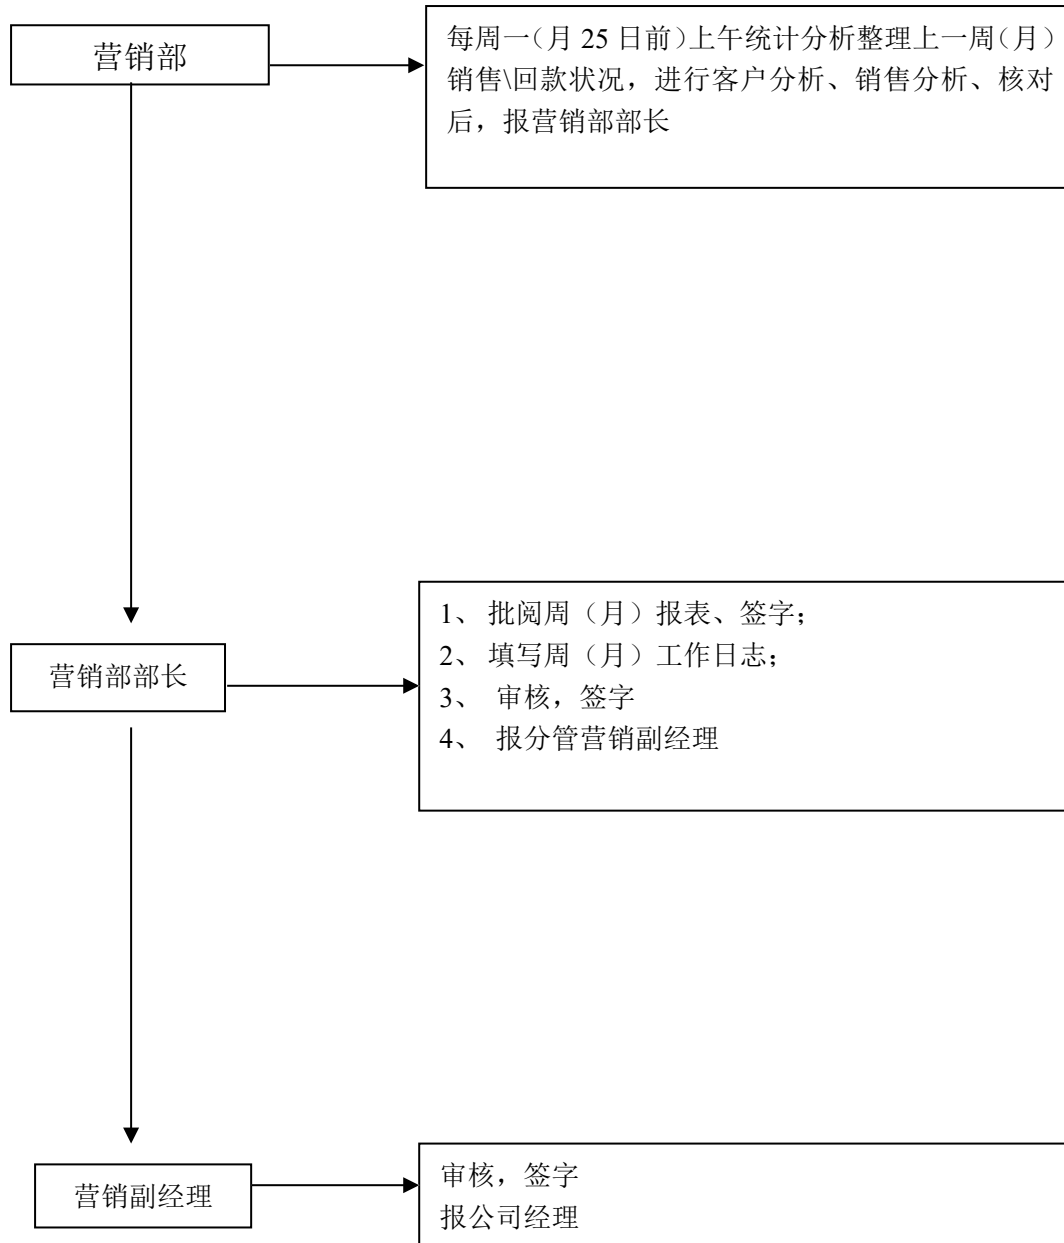 营销部
每周一（月 25 日前）上午统计分析整理上一周（月）
销售\回款状况，进行客户分析、销售分析、核对
后，报营销部部长
营销部部长
1、 批阅周（月）报表、签字；
2、 填写周（月）工作日志；
3、 审核，签字
4、 报分管营销副经理
营销副经理
审核，签字
报公司经理